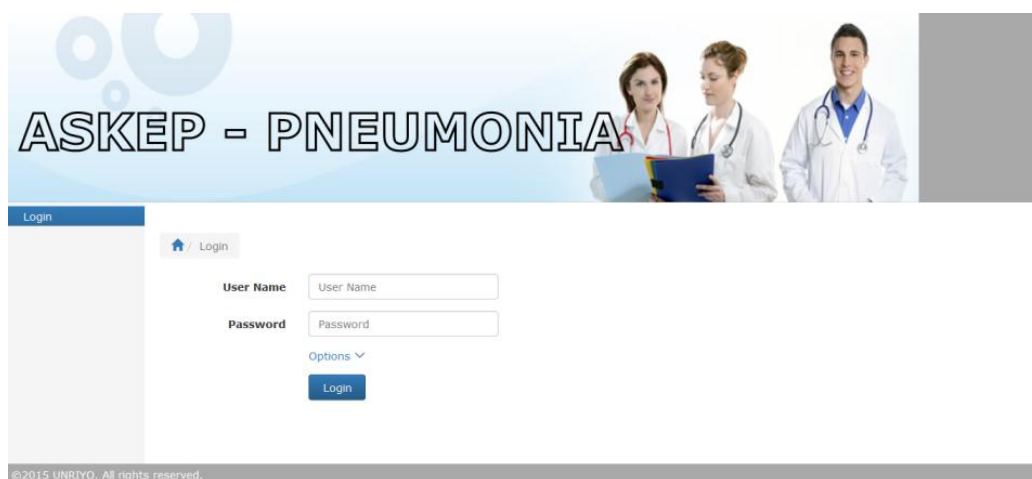 ASKEP - PNEUMONIA
Login
/ Login
User Name
User Name
Password
Password
Options
Login
©2015 UNRIYO. All rights reserved.